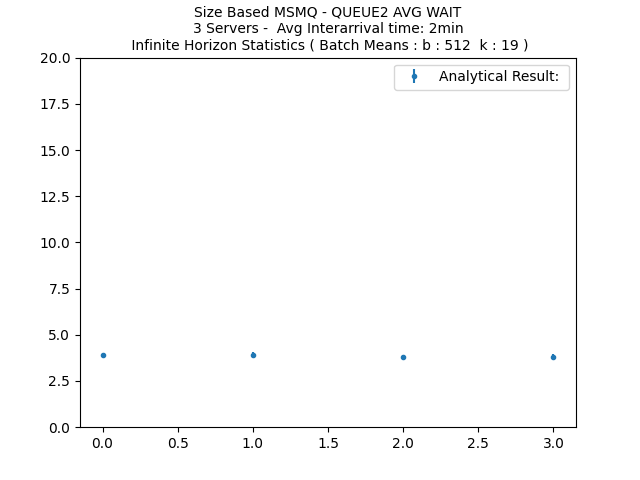 Size Based MSMQ - QUEUE2 AVG WAIT
3 Servers -  Avg Interarrival time: 2min
Infinite Horizon Statistics ( Batch Means : b : 512  k : 19 )
Analytical Result:
20.0
17.5
15.0
12.5
10.0
7.5
5.0
2.5
0.0
0.0 0.5 1.0 1.5 2.0 2.5 3.0